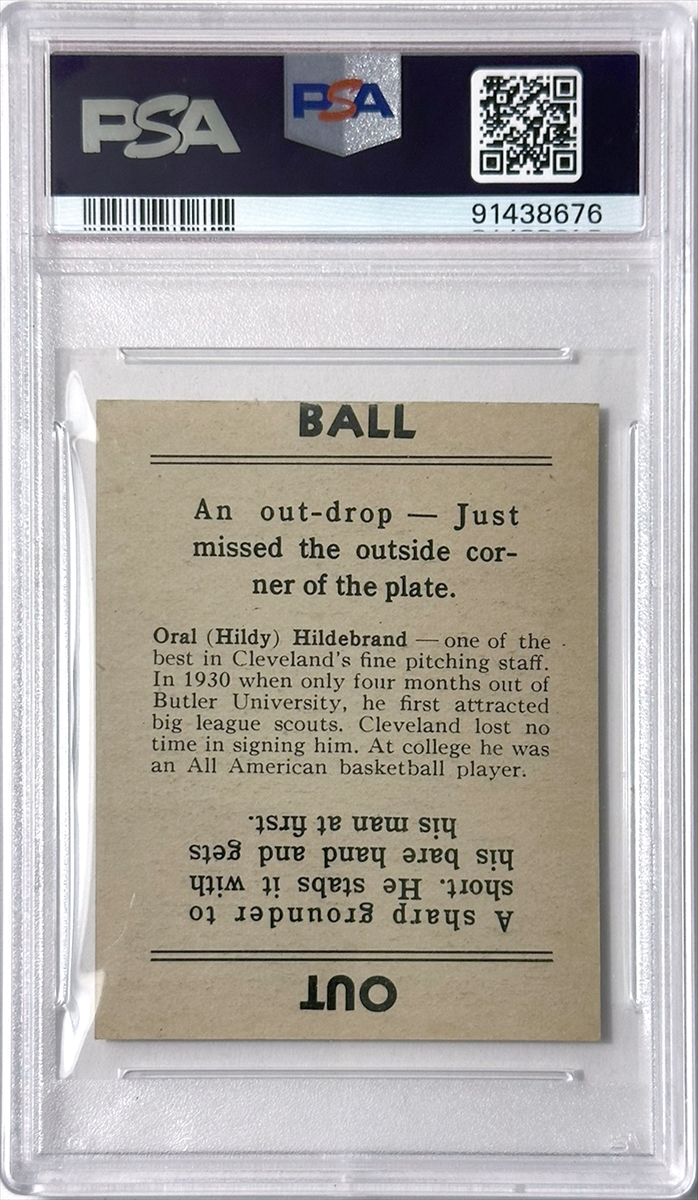 PSA
PSA
91438676
BALL
An out-drop — Just
missed the outside cor-
ner of the plate.
Oral (Hildy) Hildebrand — one of the
best in Cleveland's fine pitching staff.
In 1930 when only four months out of
Butler University, he first attracted
big league scouts. Cleveland lost no
time in signing him. At college he was
an All American basketball player.
OUT
A sharp grounder to
short. He stabs it with
his bare hand and gets
his man at first.